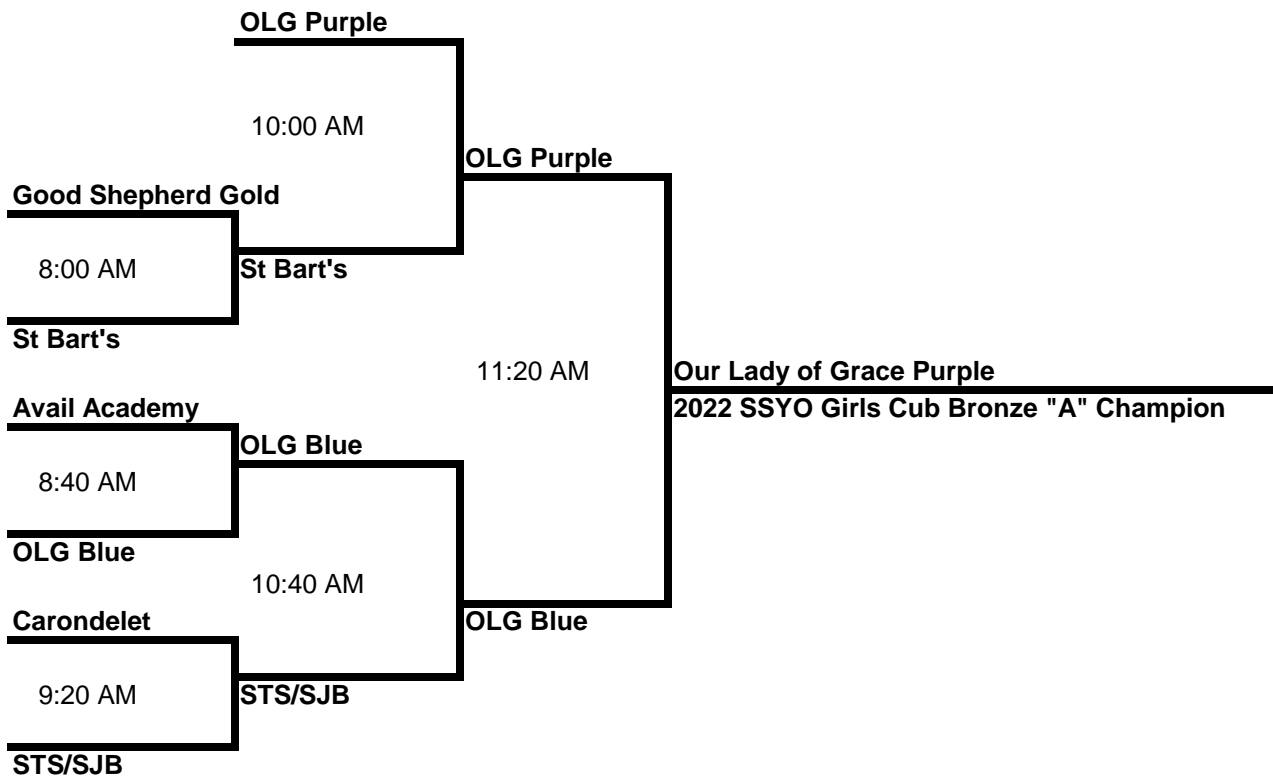 OLG Purple
10:00 AM
OLG Purple
Good Shepherd Gold
8:00 AM
St Bart's
St Bart's
11:20 AM
Our Lady of Grace Purple
Avail Academy
2022 SSYO Girls Cub Bronze "A" Champion
OLG Blue
8:40 AM
OLG Blue
10:40 AM
Carondelet
OLG Blue
9:20 AM
STS/SJB
STS/SJB